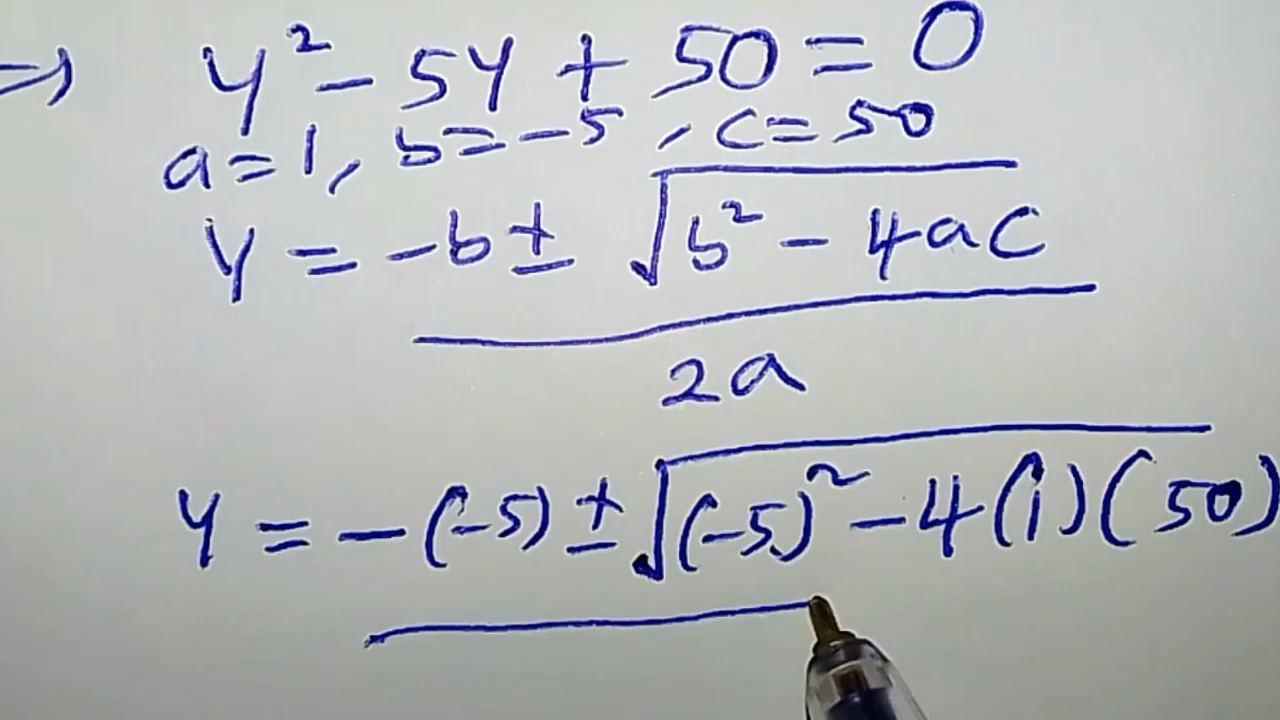 ⇒ y² - 5y + 50 = 0
a = 1, b = -5, c = 50
y = -b ± √b² - 4ac
2a
y = -(-5) ± √(-5)² - 4(1)(50)